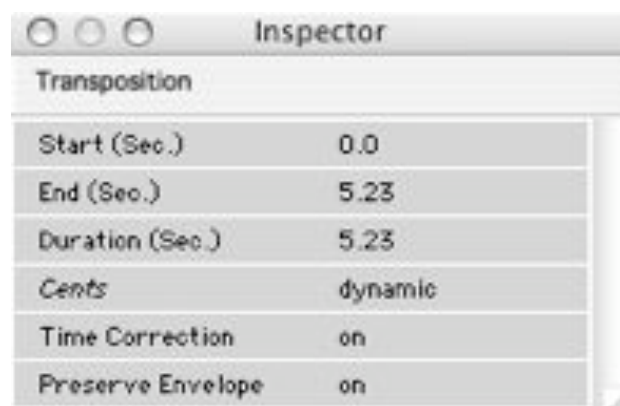 Inspector
Transposition
Start (Sec.) 0.0
End (Sec.) 5.23
Duration (Sec.) 5.23
Cents dynamic
Time Correction on
Preserve Envelope on